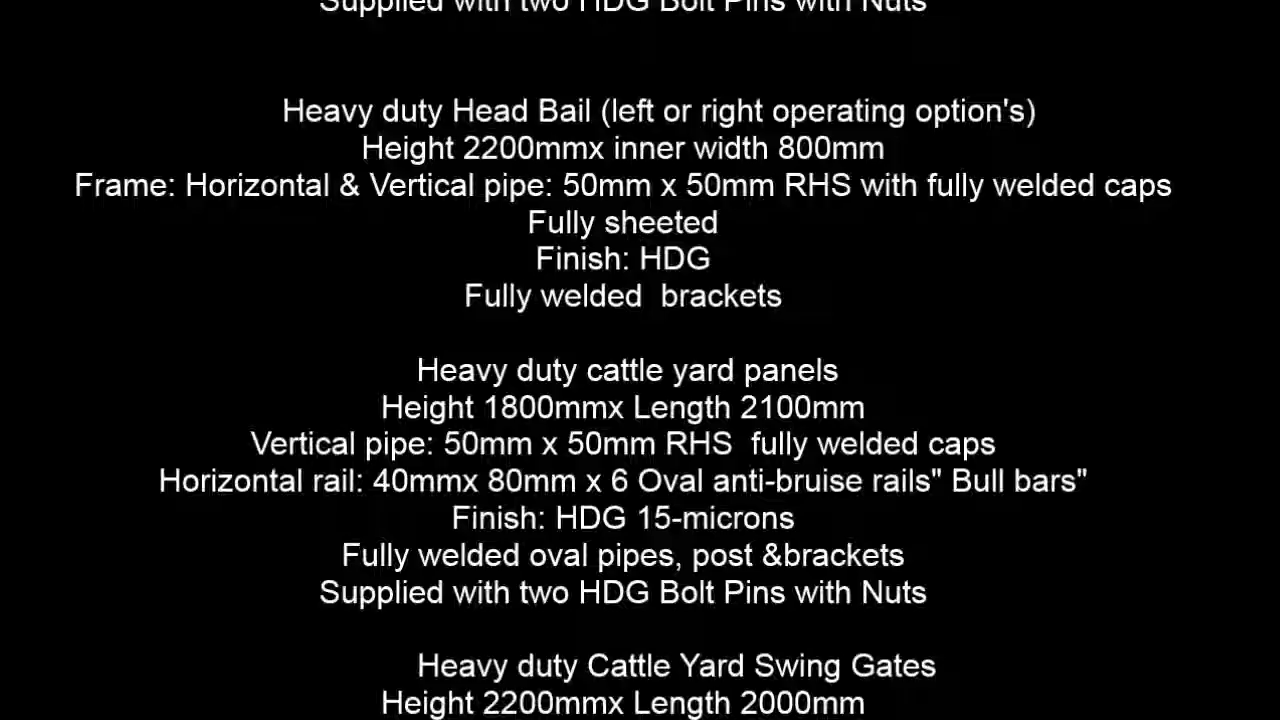 Supplied with two HDG Bolt Pins with Nuts
Heavy duty Head Bail (left or right operating option's)
Height 2200mmx inner width 800mm
Frame: Horizontal & Vertical pipe: 50mm x 50mm RHS with fully welded caps
Fully sheeted
Finish: HDG
Fully welded  brackets
Heavy duty cattle yard panels
Height 1800mmx Length 2100mm
Vertical pipe: 50mm x 50mm RHS  fully welded caps
Horizontal rail: 40mmx 80mm x 6 Oval anti-bruise rails" Bull bars"
Finish: HDG 15-microns
Fully welded oval pipes, post &brackets
Supplied with two HDG Bolt Pins with Nuts
Heavy duty Cattle Yard Swing Gates
Height 2200mmx Length 2000mm